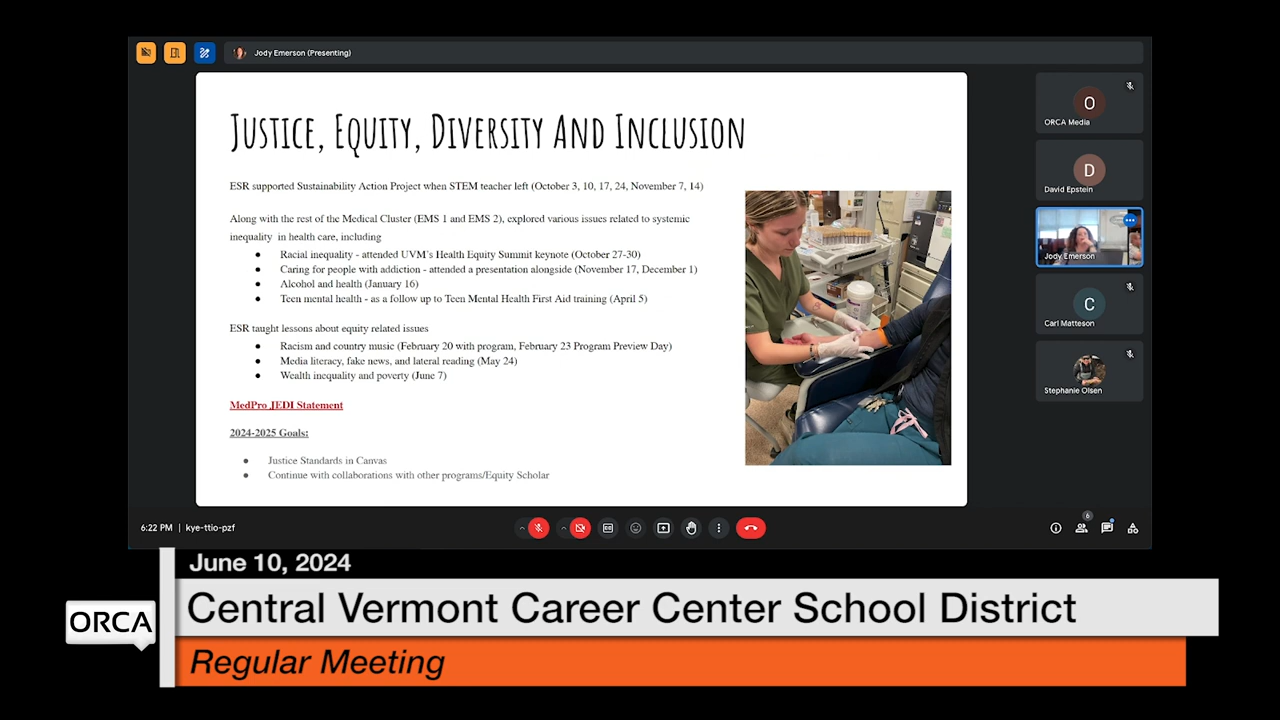 Jody Emerson (Presenting)
JUSTICE, EQUITY, DIVERSITY AND INCLUSION
ESR supported Sustainability Action Project when STEM teacher left (October 3, 10, 17, 24, November 7, 14)
Along with the rest of the Medical Cluster (EMS 1 and EMS 2), explored various issues related to systemic
inequality in health care, including
● Racial inequality - attended UVM's Health Equity Summit keynote (October 27-30)
● Caring for people with addiction - attended a presentation alongside (November 17, December 1)
● Alcohol and health (January 16)
● Teen mental health - as a follow up to Teen Mental Health First Aid training (April 5)
ESR taught lessons about equity related issues
● Racism and country music (February 20 with program, February 23 Program Preview Day)
● Media literacy, fake news, and lateral reading (May 24)
● Wealth inequality and poverty (June 7)
MedPro JEDI Statement
2024-2025 Goals:
● Justice Standards in Canvas
● Continue with collaborations with other programs/Equity Scholar
O
ORCA Media
D
David Epstein
Jody Emerson
C
Carl Matteson
Stephanie Olsen
6:22 PM | kye-ttio-pzf
6
June 10, 2024
ORCA
Central Vermont Career Center School District
Regular Meeting